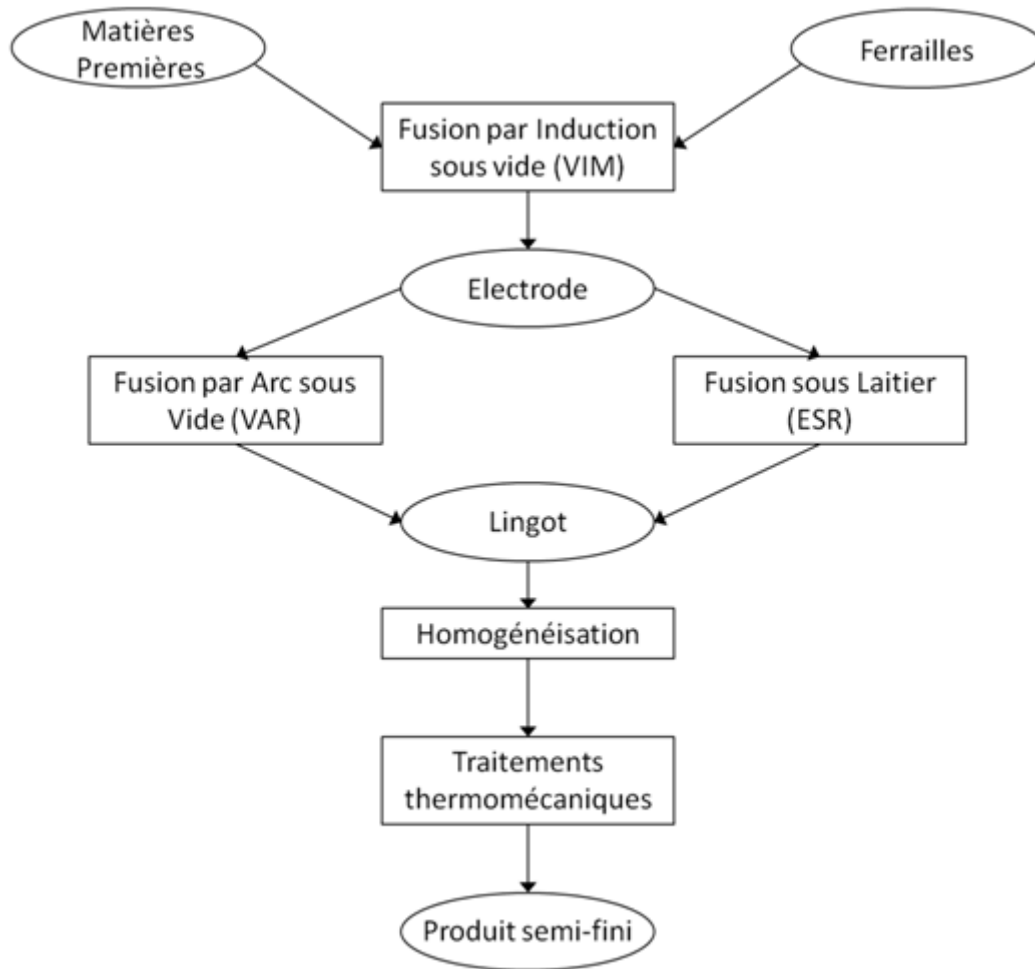 Matières
Premières
Ferrailles
Fusion par Induction
sous vide (VIM)
Electrode
Fusion par Arc sous
Vide (VAR)
Fusion sous Laitier
(ESR)
Lingot
Homogénéisation
Traitements
thermomécaniques
Produit semi-fini